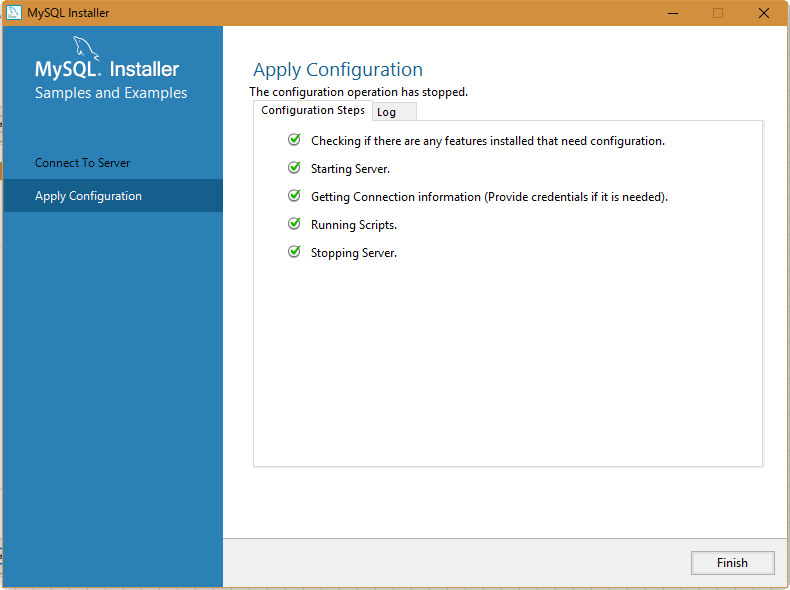 MySQL Installer
MySQL. Installer
Samples and Examples
Connect To Server
Apply Configuration
Apply Configuration
The configuration operation has stopped.
Configuration Steps
Log
Checking if there are any features installed that need configuration.
Starting Server.
Getting Connection information (Provide credentials if it is needed).
Running Scripts.
Stopping Server.
Finish